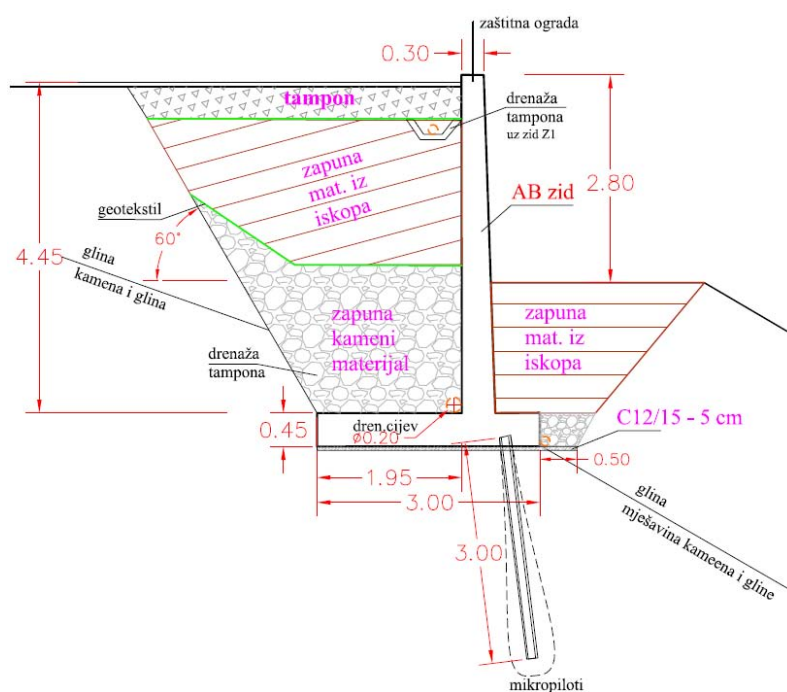 zaštitna ograda
0.30
tampon
drenaža
tampona
uz zid Z1
zapuna
mat. iz
iskopa
2.80
AB zid
geotekstil
60°
4.45
glina
kamena i glina
zapuna
kameni
materijal
zapuna
mat. iz
iskopa
drenaža
tampona
C12/15 - 5 cm
0.45
dren.cijev
ø0.20
0.50
1.95
3.00
glina
mješavina kameena i gline
3.00
mikropiloti